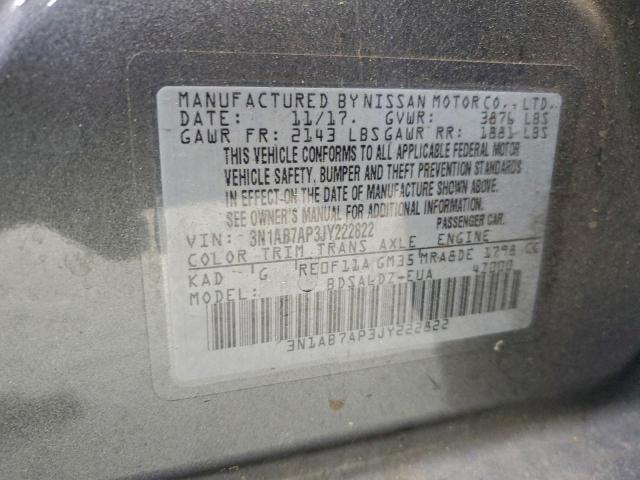 MANUFACTURED BY NISSAN MOTOR CO., LTD.
DATE: 11/17. GVWR: 3876 LBS
GAWR FR: 2143 LBS GAWR RR: 1881 LBS
THIS VEHICLE CONFORMS TO ALL APPLICABLE FEDERAL MOTOR
VEHICLE SAFETY, BUMPER AND THEFT PREVENTION STANDARDS
IN EFFECT ON THE DATE OF MANUFACTURE SHOWN ABOVE.
SEE OWNER'S MANUAL FOR ADDITIONAL INFORMATION.
VIN: 3N1AB7AP3JY222822 PASSENGER CAR.
COLOR TRIM TRANS AXLE ENGINE
KAD G RE0F11A GM35 MRA8DE 1798 CC
MODEL: BDSALDZ-EUA 4Z000
3N1AB7AP3JY222822